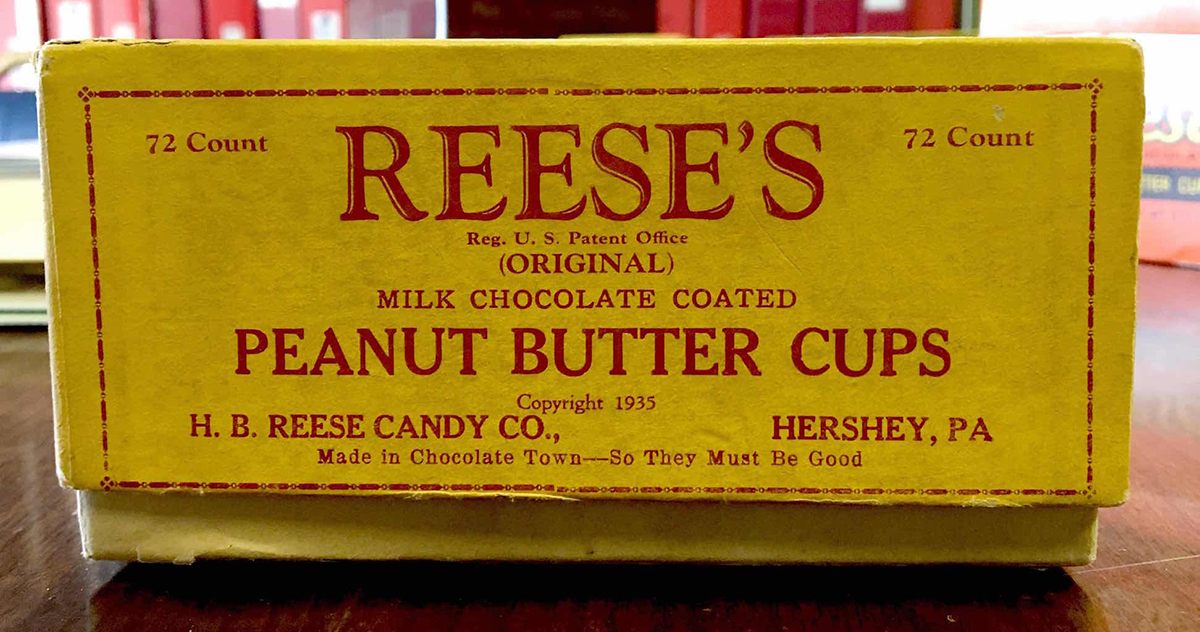 72 Count
REESE'S
72 Count
Reg. U. S. Patent Office
(ORIGINAL)
MILK CHOCOLATE COATED
PEANUT BUTTER CUPS
Copyright 1935
H. B. REESE CANDY CO., HERSHEY, PA
Made in Chocolate Town—So They Must Be Good